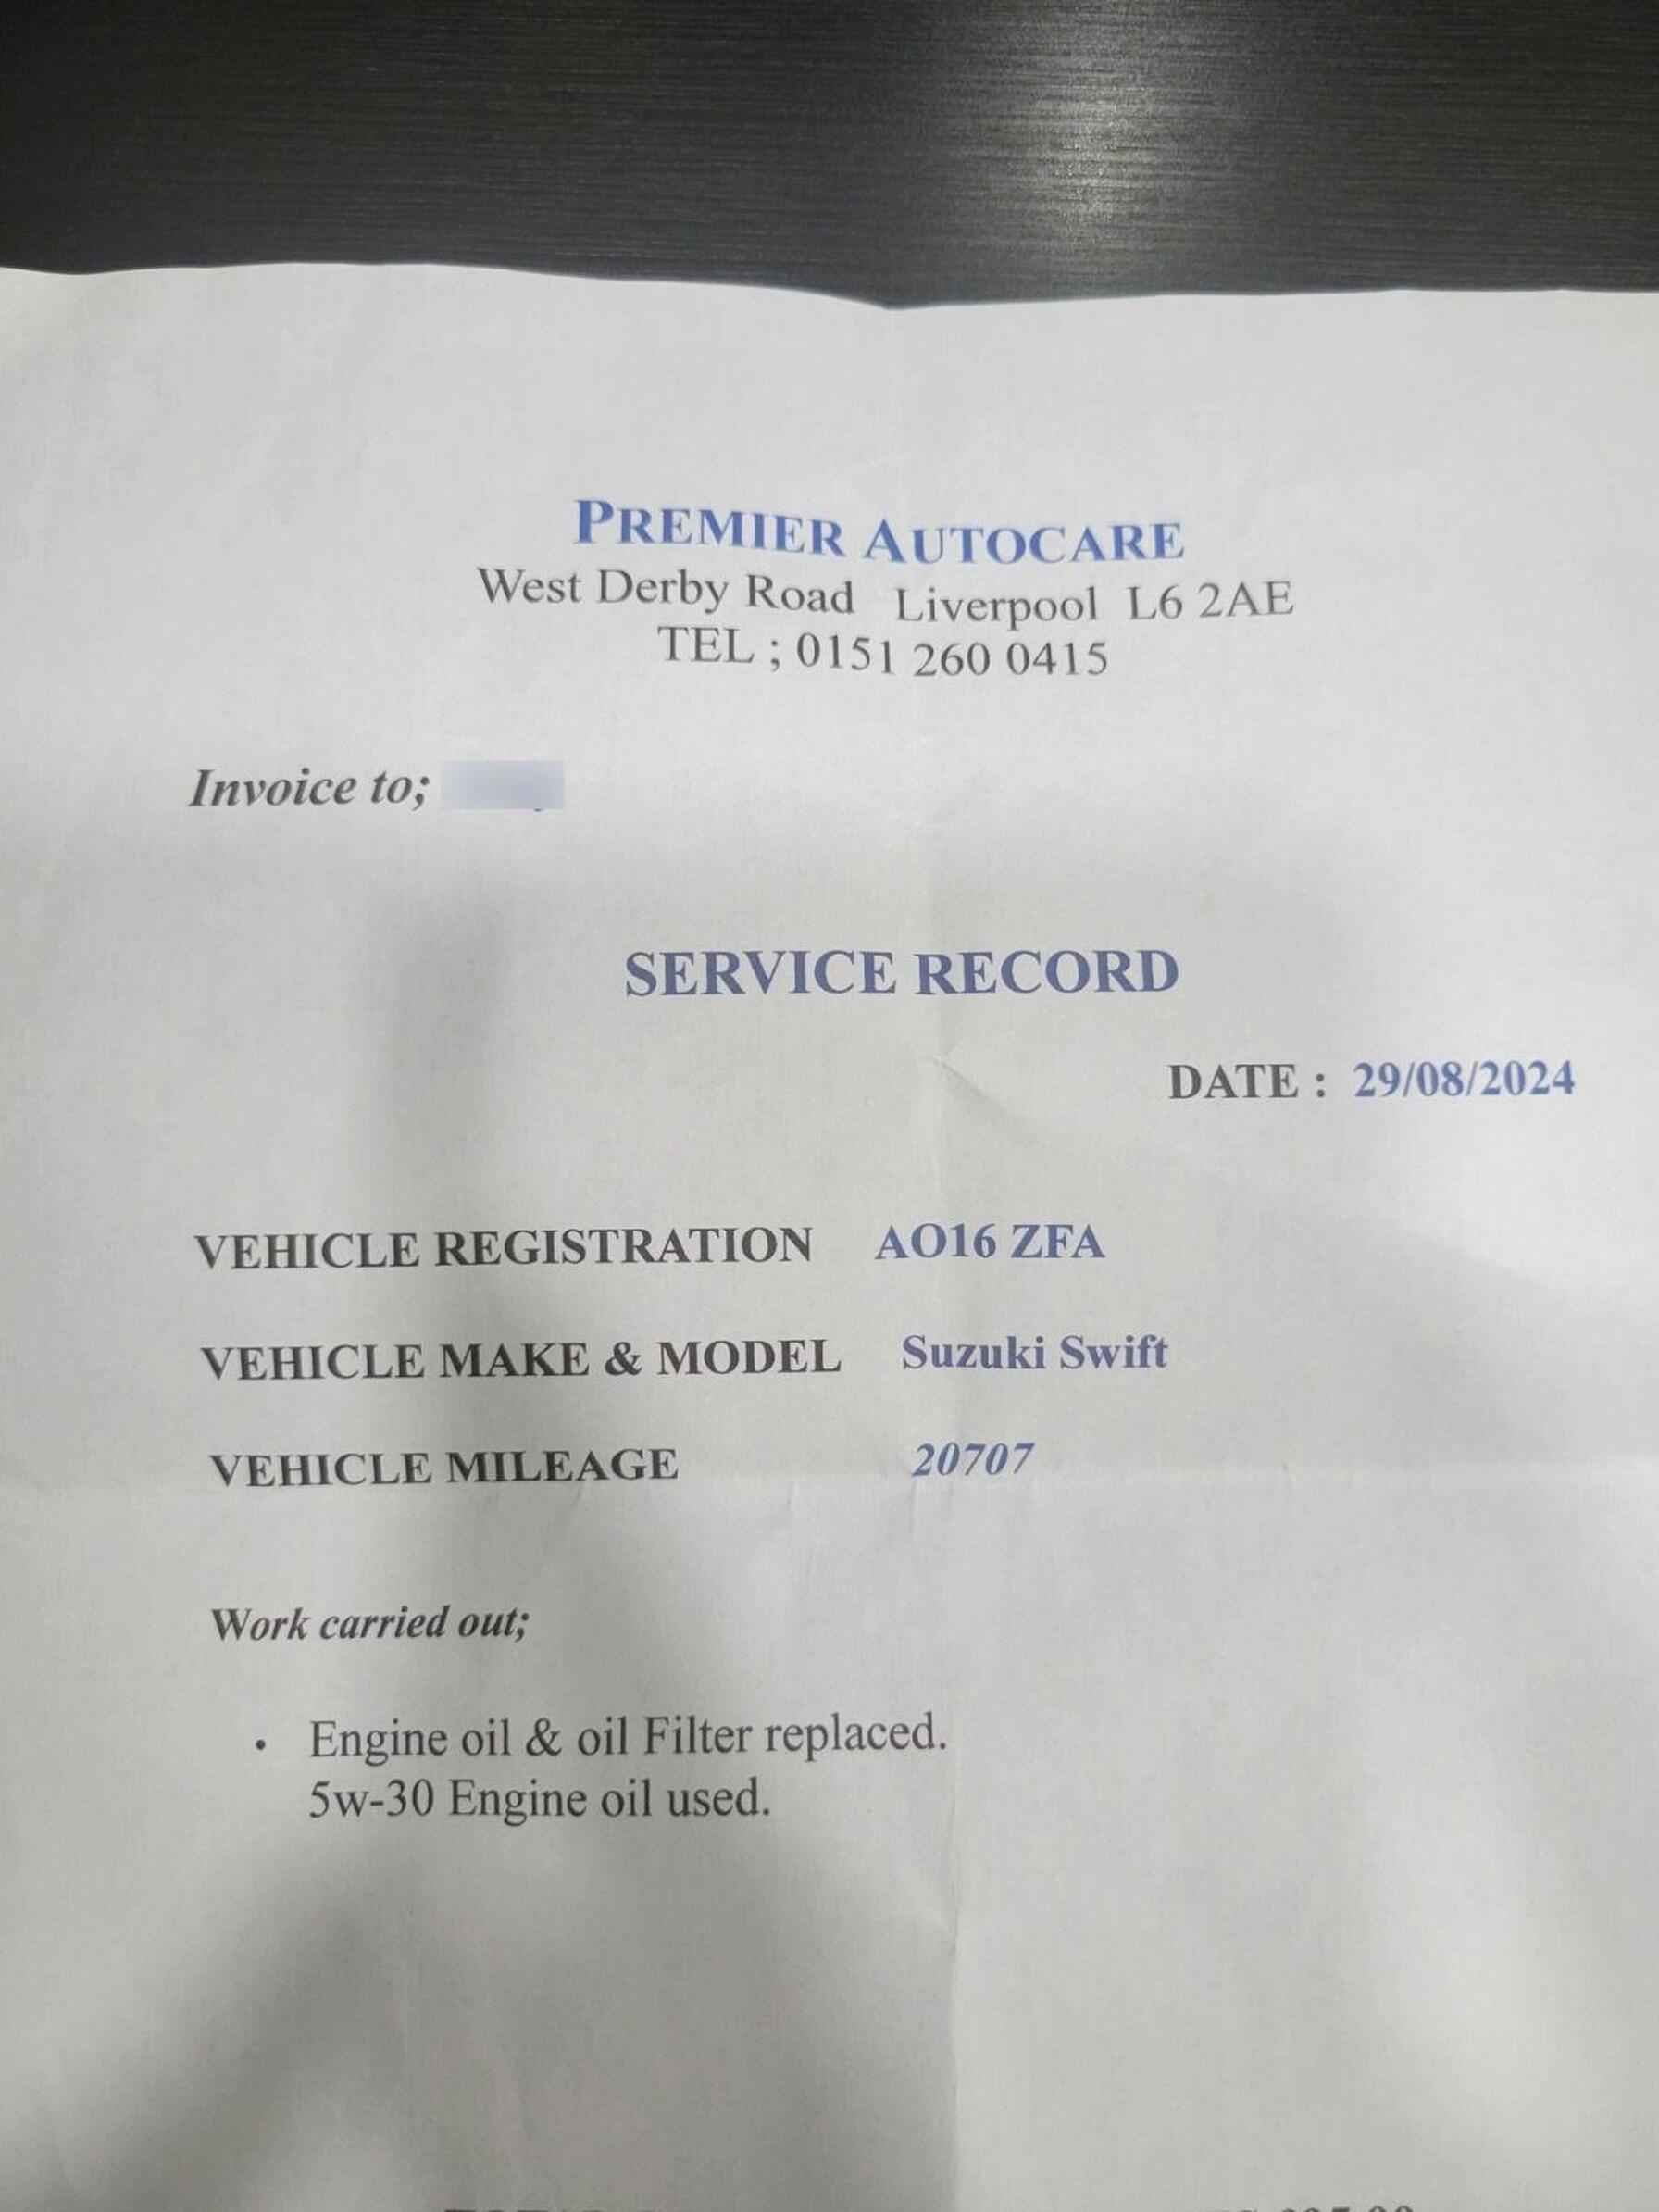 PREMIER AUTOCARE
West Derby Road Liverpool L6 2AE
TEL ; 0151 260 0415
Invoice to;
SERVICE RECORD
DATE : 29/08/2024
VEHICLE REGISTRATION AO16 ZFA
VEHICLE MAKE & MODEL Suzuki Swift
VEHICLE MILEAGE 20707
Work carried out;
• Engine oil & oil Filter replaced.
5w-30 Engine oil used.